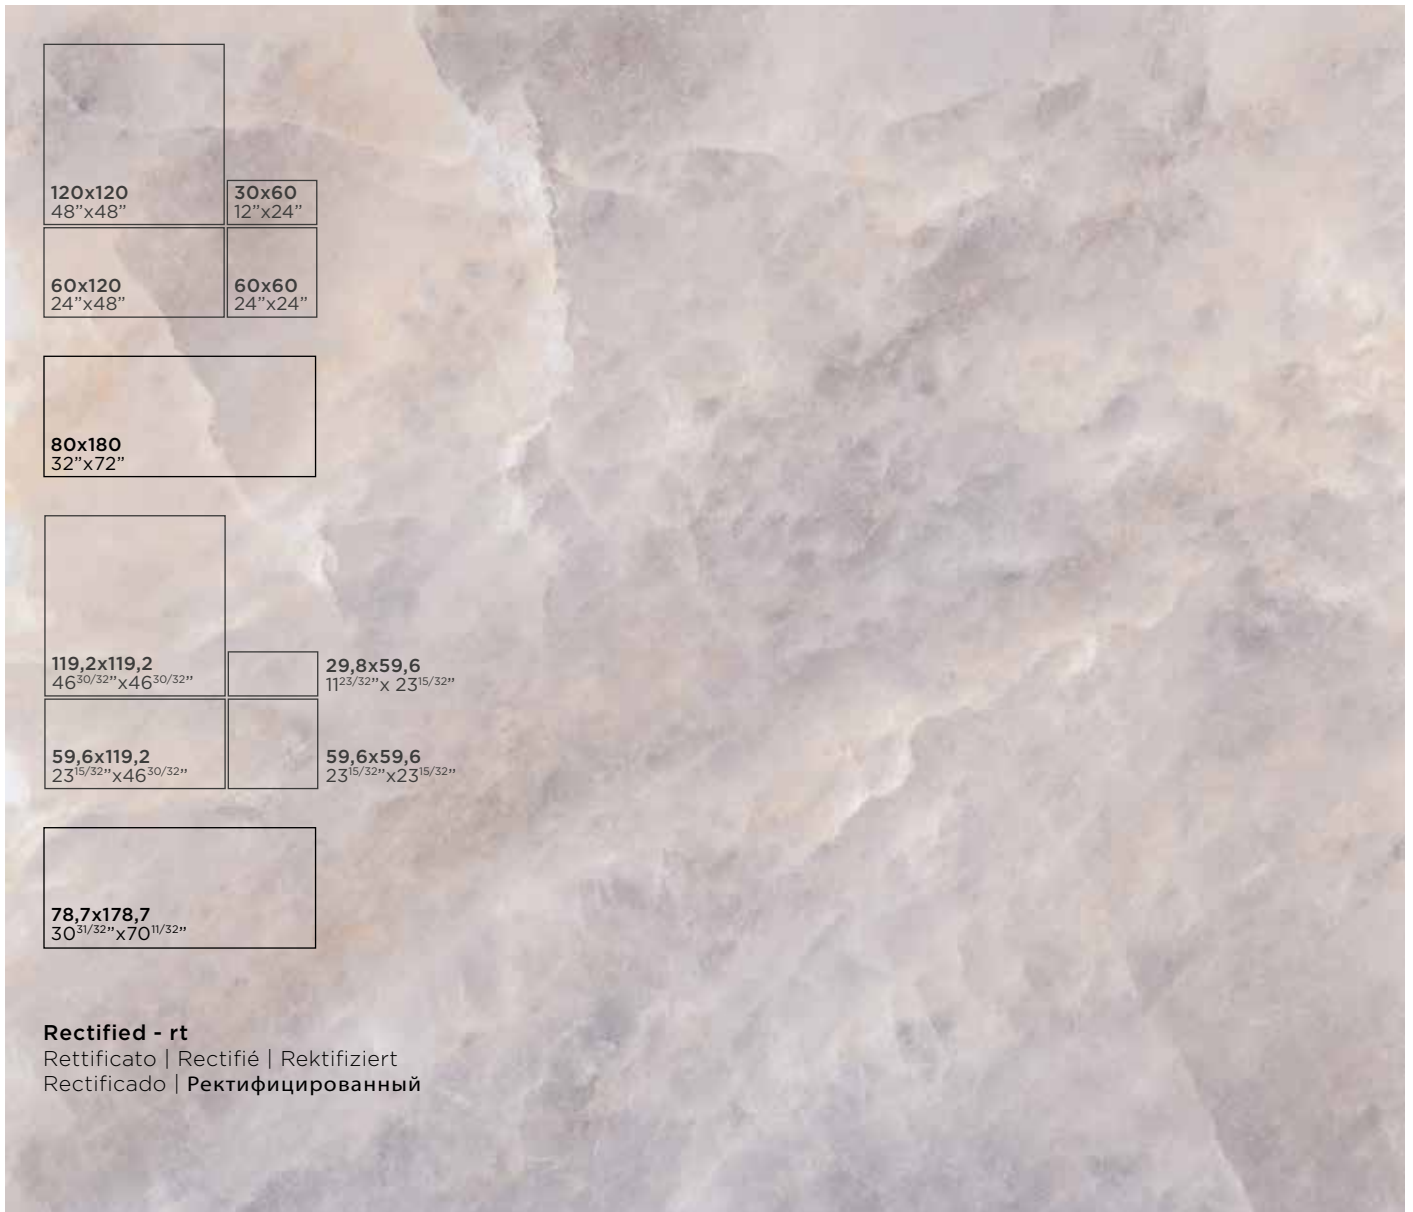 120x120
48”x48”
30x60
12”x24”
60x120
24”x48”
60x60
24”x24”
80x180
32”x72”
119,2x119,2
4630/32”x4630/32”
29,8x59,6
1123/32”x 2315/32”
59,6x119,2
2315/32”x4630/32”
59,6x59,6
2315/32”x2315/32”
78,7x178,7
3031/32”x7011/32”
Rectified - rt
Rettificato | Rectifié | Rektifiziert
Rectificado | Ректифицированный